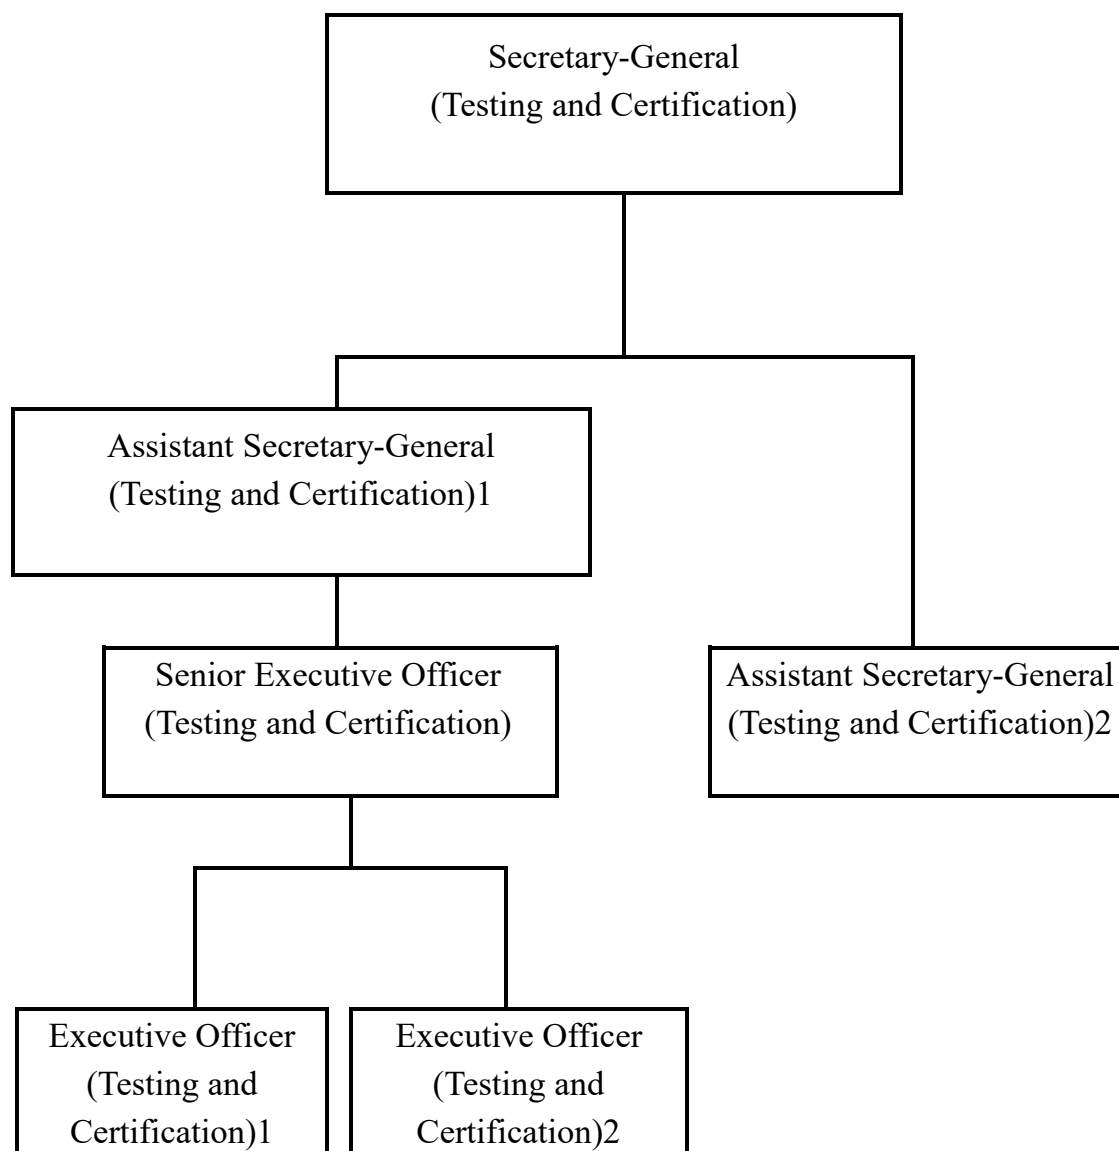 Secretary-General
(Testing and Certification)
Assistant Secretary-General
(Testing and Certification)1
Senior Executive Officer
(Testing and Certification)
Assistant Secretary-General
(Testing and Certification)2
Executive Officer
(Testing and
Certification)1
Executive Officer
(Testing and
Certification)2